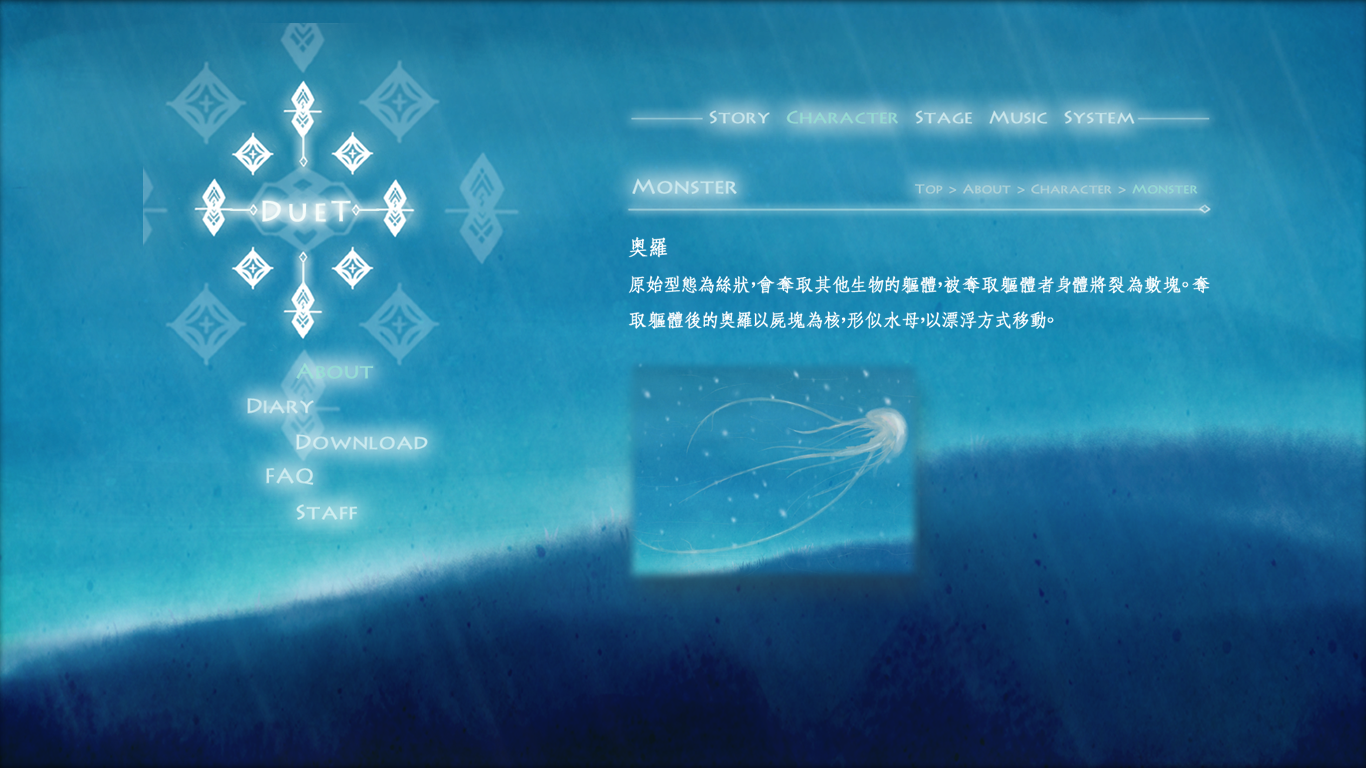 DUET
ABOUT
DIARY
DOWNLOAD
FAQ
STAFF
STORY CHARACTER STAGE MUSIC SYSTEM
MONSTER
TOP > ABOUT > CHARACTER > MONSTER
奧羅
原始型態為絲狀，會奪取其他生物的軀體，被奪取軀體者身體將裂為數塊。奪
取軀體後的奧羅以屍塊為核，形似水母，以漂浮方式移動。